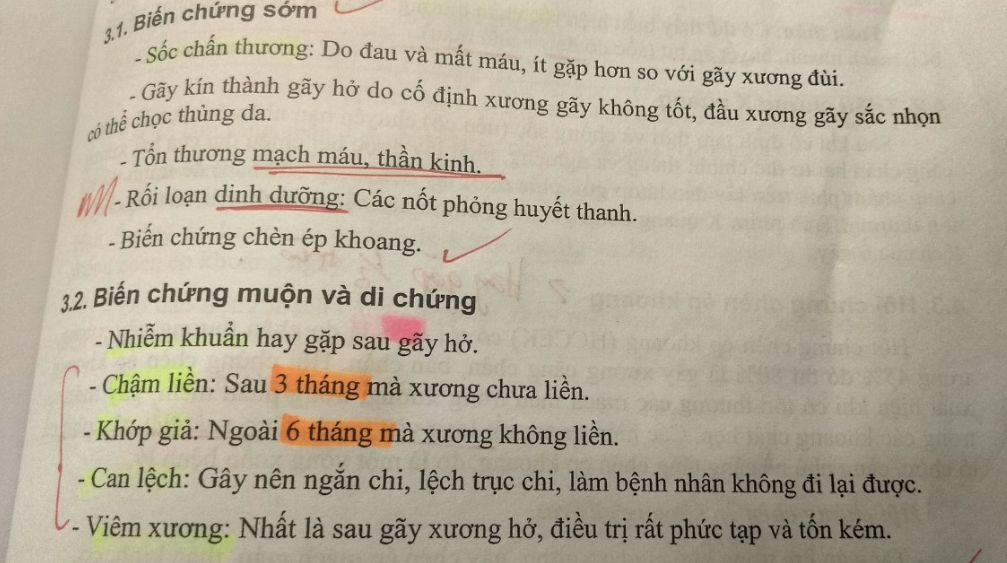 3.1. Biến chứng sớm
- Sốc chấn thương: Do đau và mất máu, ít gặp hơn so với gãy xương đùi.
- Gãy kín thành gãy hở do cố định xương gãy không tốt, đầu xương gãy sắc nhọn
có thể chọc thủng da.
- Tổn thương mạch máu, thần kinh.
- Rối loạn dinh dưỡng: Các nốt phỏng huyết thanh.
- Biến chứng chèn ép khoang.
3.2. Biến chứng muộn và di chứng
- Nhiễm khuẩn hay gặp sau gãy hở.
- Chậm liền: Sau 3 tháng mà xương chưa liền.
- Khớp giả: Ngoài 6 tháng mà xương không liền.
- Can lệch: Gây nên ngắn chi, lệch trục chi, làm bệnh nhân không đi lại được.
- Viêm xương: Nhất là sau gãy xương hở, điều trị rất phức tạp và tốn kém.